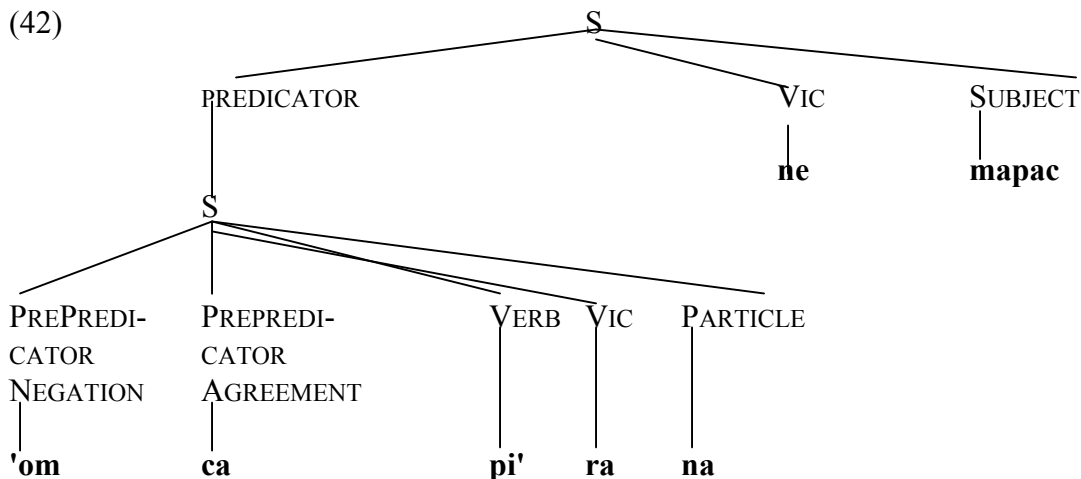 (42) S
PREDICATOR VIC SUBJECT
ne mapac
S
PREPREDI- PREPREDI- VERB VIC PARTICLE
CATOR CATOR
NEGATION AGREEMENT
'om ca pi' ra na